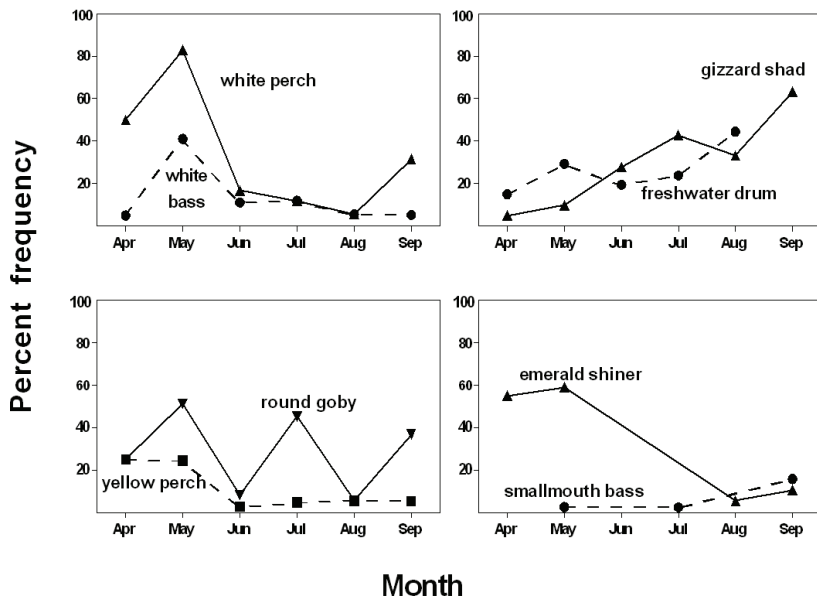 Percent frequency
100
80
60
40
20
white perch
white
bass
Apr May Jun Jul Aug Sep
100
80
60
40
20
gizzard shad
freshwater drum
Apr May Jun Jul Aug Sep
100
80
60
40
20
round goby
yellow perch
Apr May Jun Jul Aug Sep
100
80
60
40
20
emerald shiner
smallmouth bass
Apr May Jun Jul Aug Sep
Month